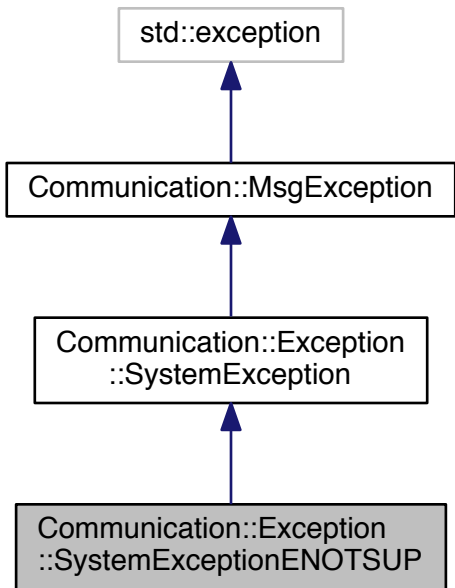 std::exception
Communication::MsgException
Communication::Exception
::SystemException
Communication::Exception
::SystemExceptionENOTSUP